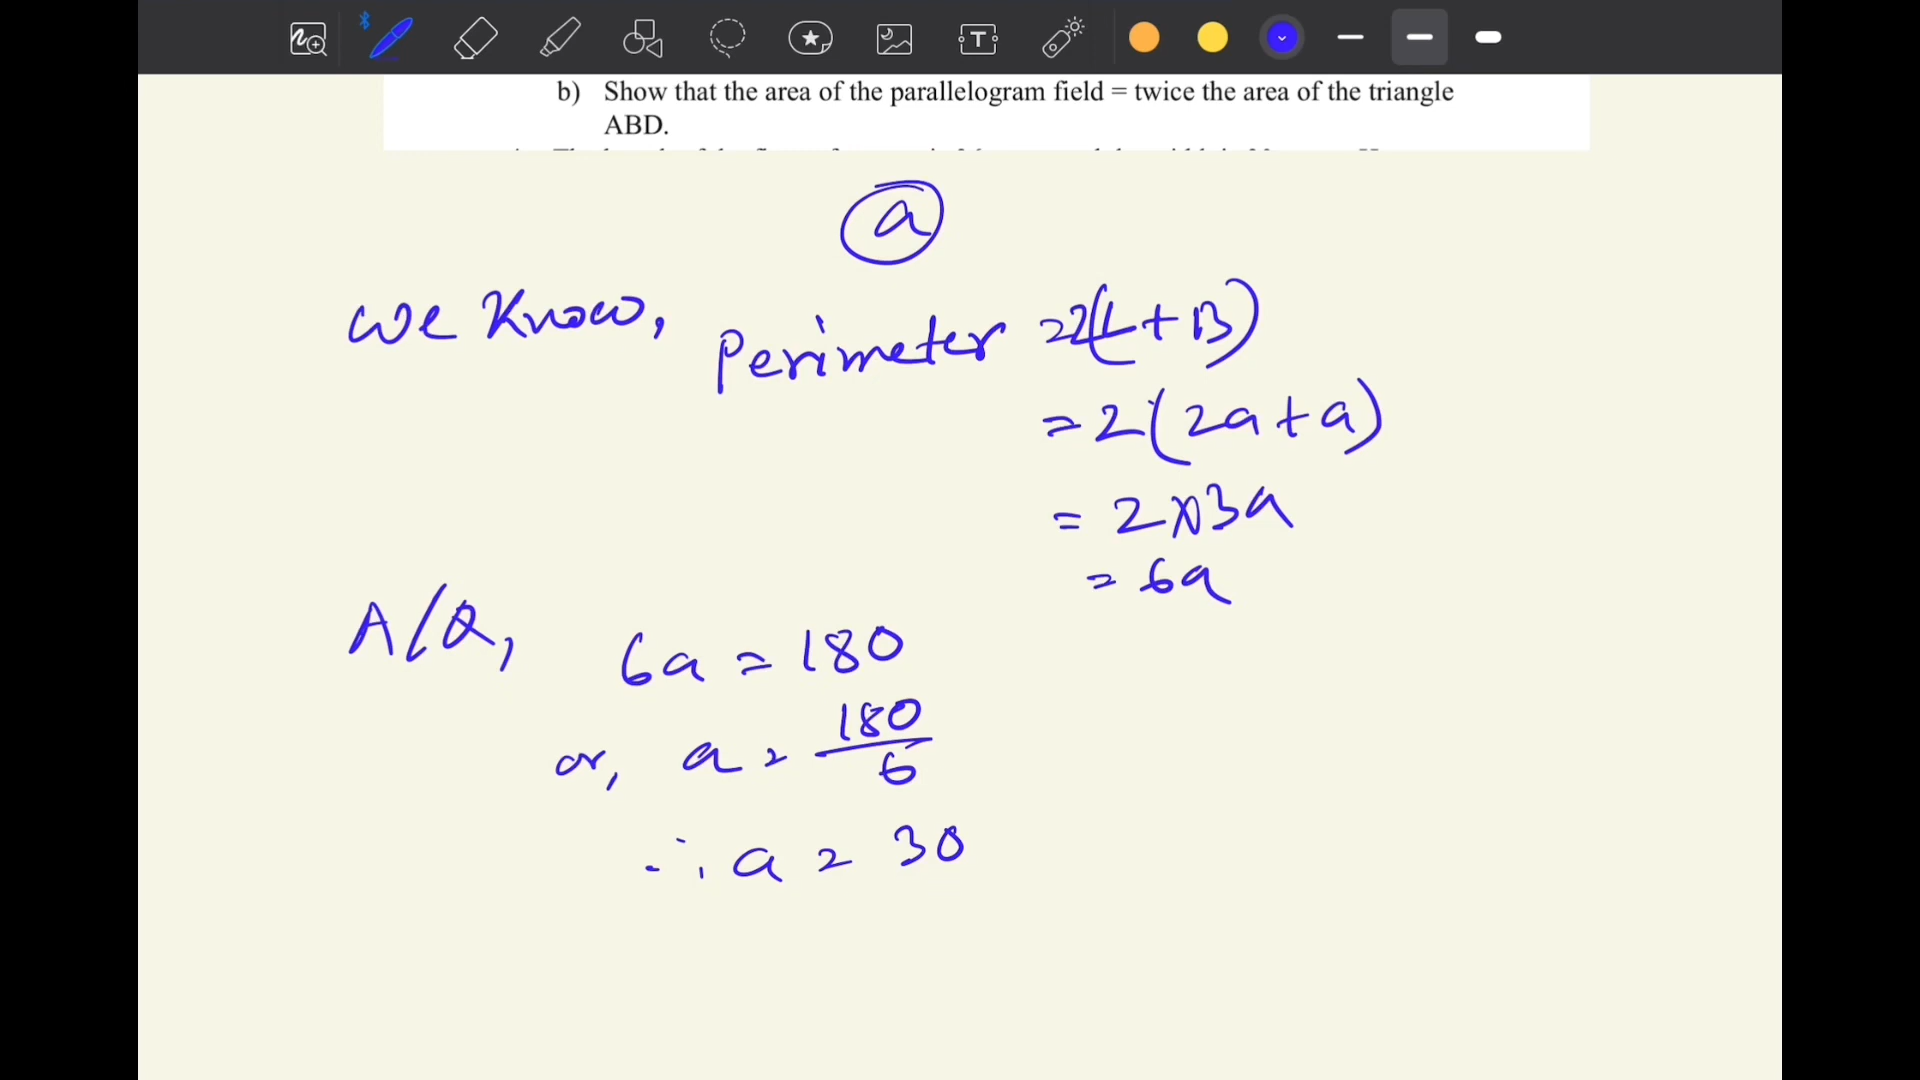 b) Show that the area of the parallelogram field = twice the area of the triangle
ABD.
a
We Know, Perimeter = 2(L+B)
= 2(2a+a)
= 2×3a
= 6a
A/Q, 6a = 180
or, a = 180/6
∴ a = 30